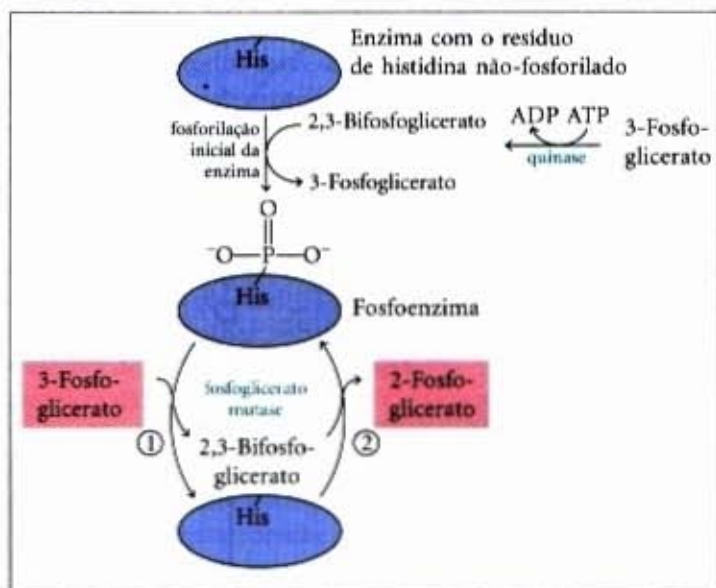 His
Enzima com o resíduo
de histidina não-fosforilado
fosforilação
inicial da
enzima
2,3-Bifosfoglicerato
3-Fosfoglicerato
ADP ATP
quinase
3-Fosfo-
glicerato
O
⁻O—P—O⁻
His
Fosfoenzima
3-Fosfo-
glicerato
fosfoglicerato
mutase
2-Fosfo-
glicerato
①
2,3-Bifosfo-
glicerato
②
His